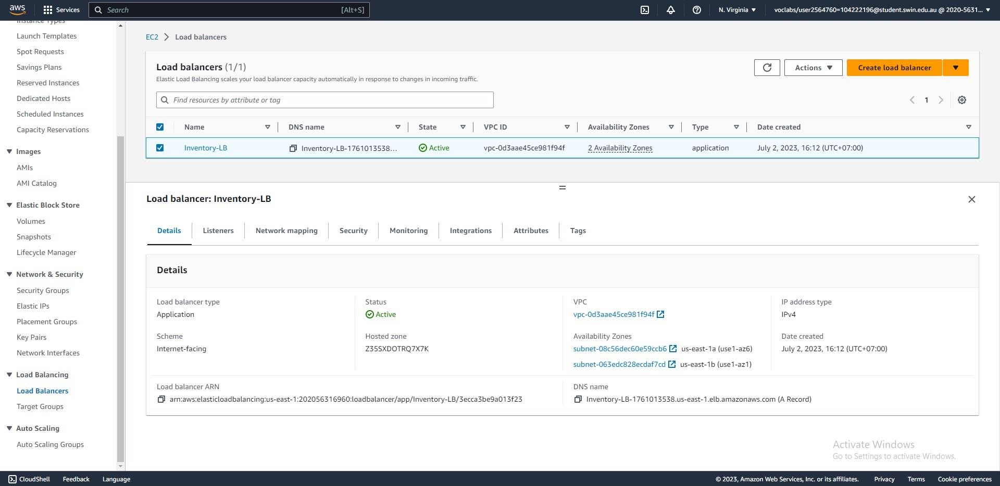 aws
Services
Search
[Alt+S]
N. Virginia
voclabs/user2564760=104222196@student.swin.edu.au @ 2020-5631...
Instance Types
Launch Templates
Spot Requests
Savings Plans
Reserved Instances
Dedicated Hosts
Scheduled Instances
Capacity Reservations
Images
AMIs
AMI Catalog
Elastic Block Store
Volumes
Snapshots
Lifecycle Manager
Network & Security
Security Groups
Elastic IPs
Placement Groups
Key Pairs
Network Interfaces
Load Balancing
Load Balancers
Target Groups
Auto Scaling
Auto Scaling Groups
EC2 > Load balancers
Load balancers (1/1)
Elastic Load Balancing scales your load balancer capacity automatically in response to changes in incoming traffic.
Actions
Create load balancer
Find resources by attribute or tag
1
Name DNS name State VPC ID Availability Zones Type Date created
Inventory-LB Inventory-LB-1761013538... Active vpc-0d3aae45ce981f94f 2 Availability Zones application July 2, 2023, 16:12 (UTC+07:00)
Load balancer: Inventory-LB
Details Listeners Network mapping Security Monitoring Integrations Attributes Tags
Details
Load balancer type
Application
Status
Active
VPC
vpc-0d3aae45ce981f94f
IP address type
IPv4
Scheme
Internet-facing
Hosted zone
Z35SXDOTRQ7X7K
Availability Zones
subnet-08c56dec60e59ccb6 us-east-1a (use1-az6)
subnet-063edc828ecdaf7cd us-east-1b (use1-az1)
Date created
July 2, 2023, 16:12 (UTC+07:00)
Load balancer ARN
arn:aws:elasticloadbalancing:us-east-1:202056316960:loadbalancer/app/Inventory-LB/3ecca3be9a013f23
DNS name
Inventory-LB-1761013538.us-east-1.elb.amazonaws.com (A Record)
Activate Windows
Go to Settings to activate Windows.
CloudShell Feedback Language
© 2023, Amazon Web Services, Inc. or its affiliates. Privacy Terms Cookie preferences